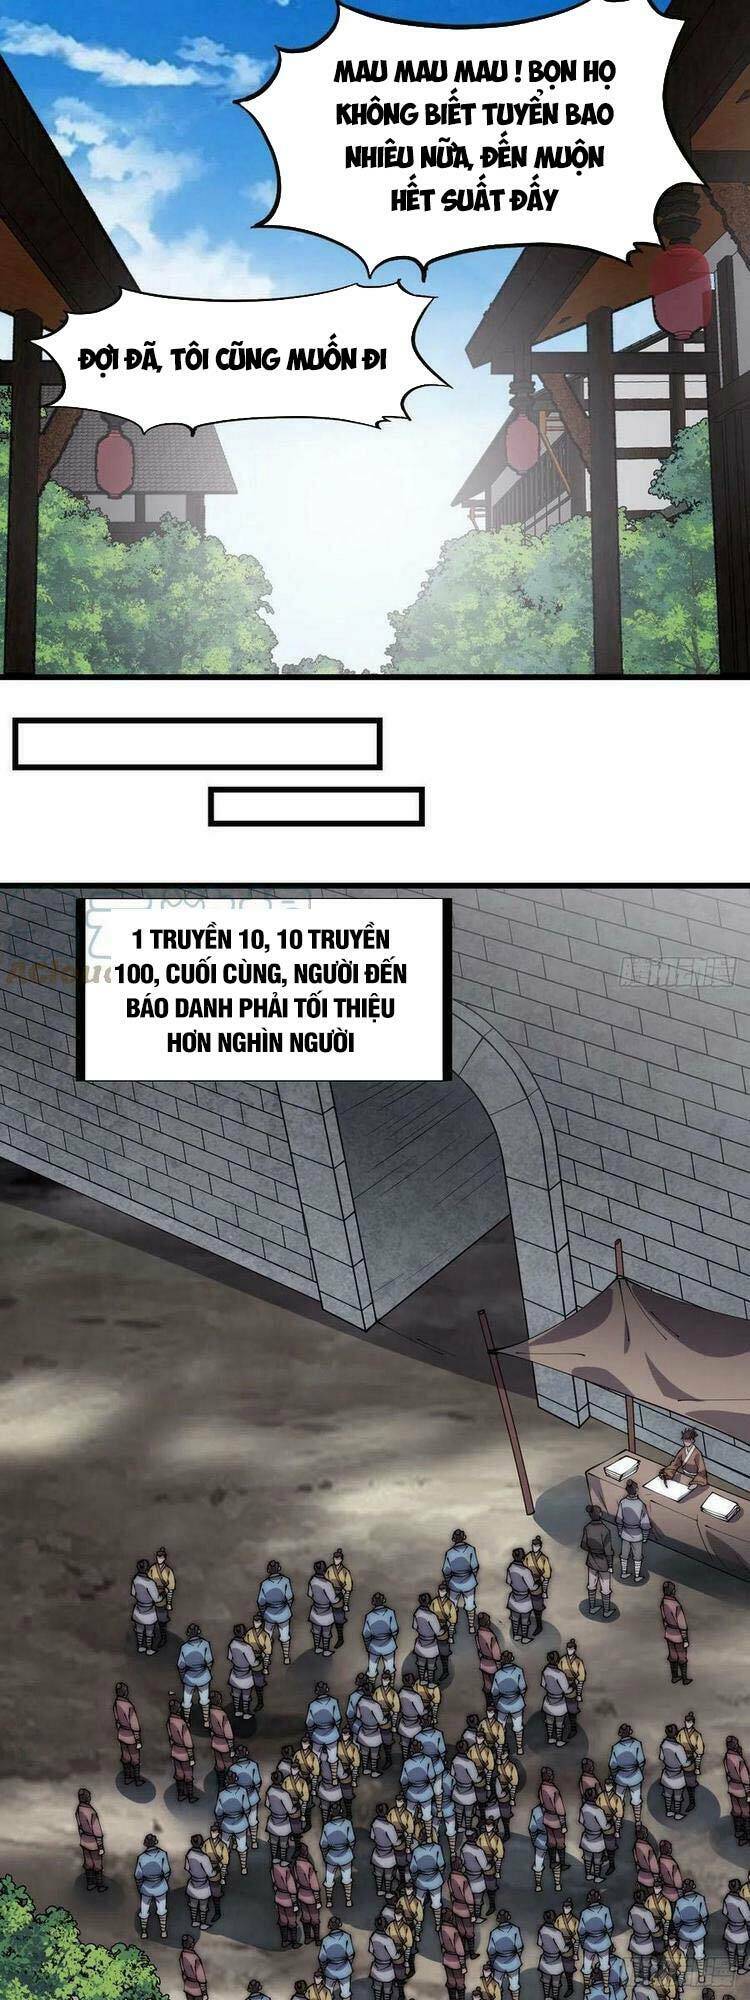 MAU MAU MAU ! BỌN HỌ
KHÔNG BIẾT TUYỂN BAO
NHIÊU NỮA, ĐẾN MUỘN
HẾT SUẤT ĐẤY
ĐỢI ĐÃ, TÔI CŨNG MUỐN ĐI
1 TRUYỀN 10, 10 TRUYỀN
100, CUỐI CÙNG, NGƯỜI ĐẾN
BÁO DANH PHẢI TỐI THIỆU
HƠN NGHÌN NGƯỜI